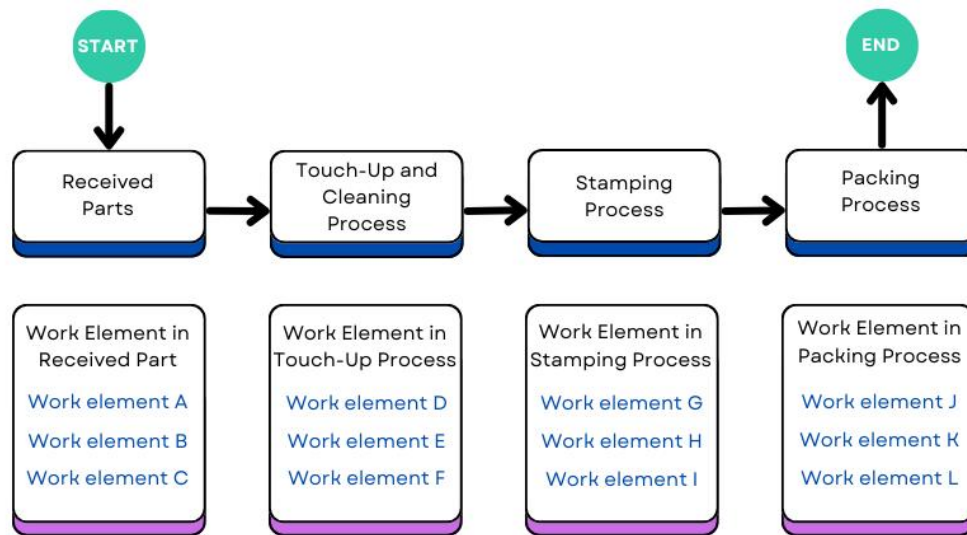 START
END
Received
Parts
Touch-Up and
Cleaning
Process
Stamping
Process
Packing
Process
Work Element in
Received Part
Work element A
Work element B
Work element C
Work Element in
Touch-Up Process
Work element D
Work element E
Work element F
Work Element in
Stamping Process
Work element G
Work element H
Work element I
Work Element in
Packing Process
Work element J
Work element K
Work element L